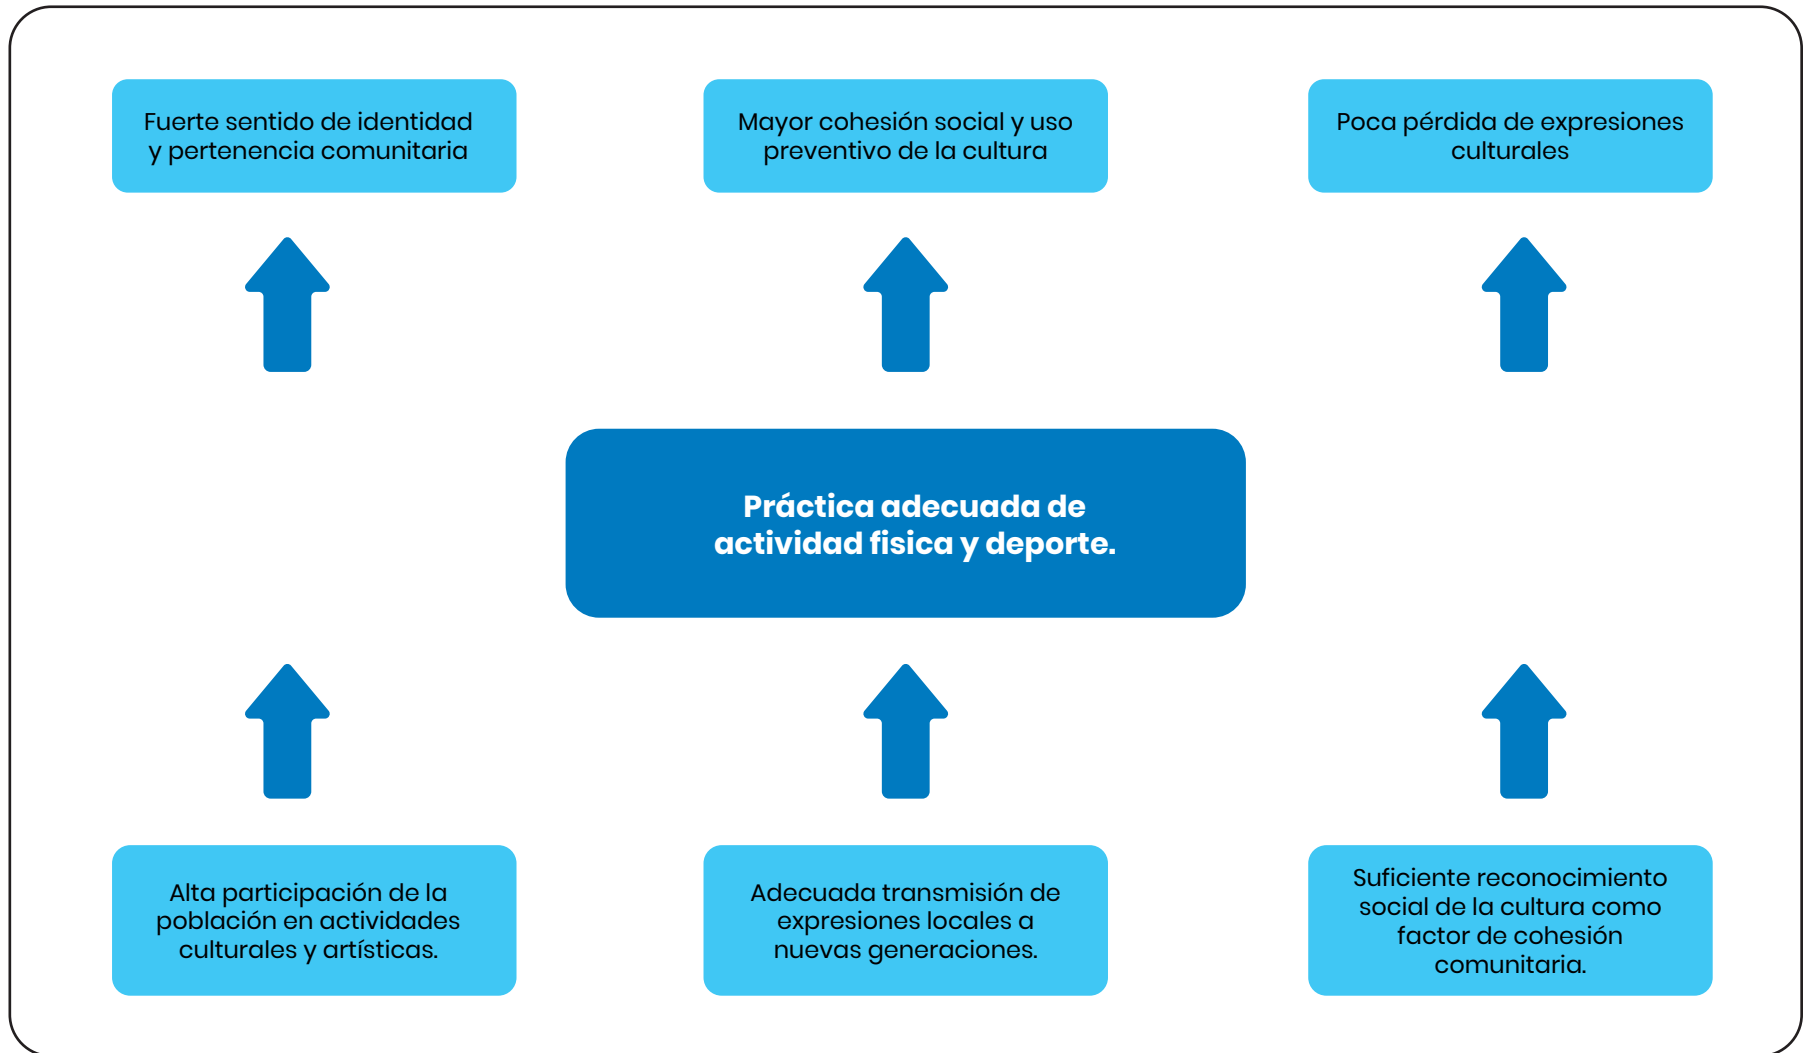 Fuerte sentido de identidad
y pertenencia comunitaria
Mayor cohesión social y uso
preventivo de la cultura
Poca pérdida de expresiones
culturales
Práctica adecuada de
actividad fisica y deporte.
Alta participación de la
población en actividades
culturales y artísticas.
Adecuada transmisión de
expresiones locales a
nuevas generaciones.
Suficiente reconocimiento
social de la cultura como
factor de cohesión
comunitaria.